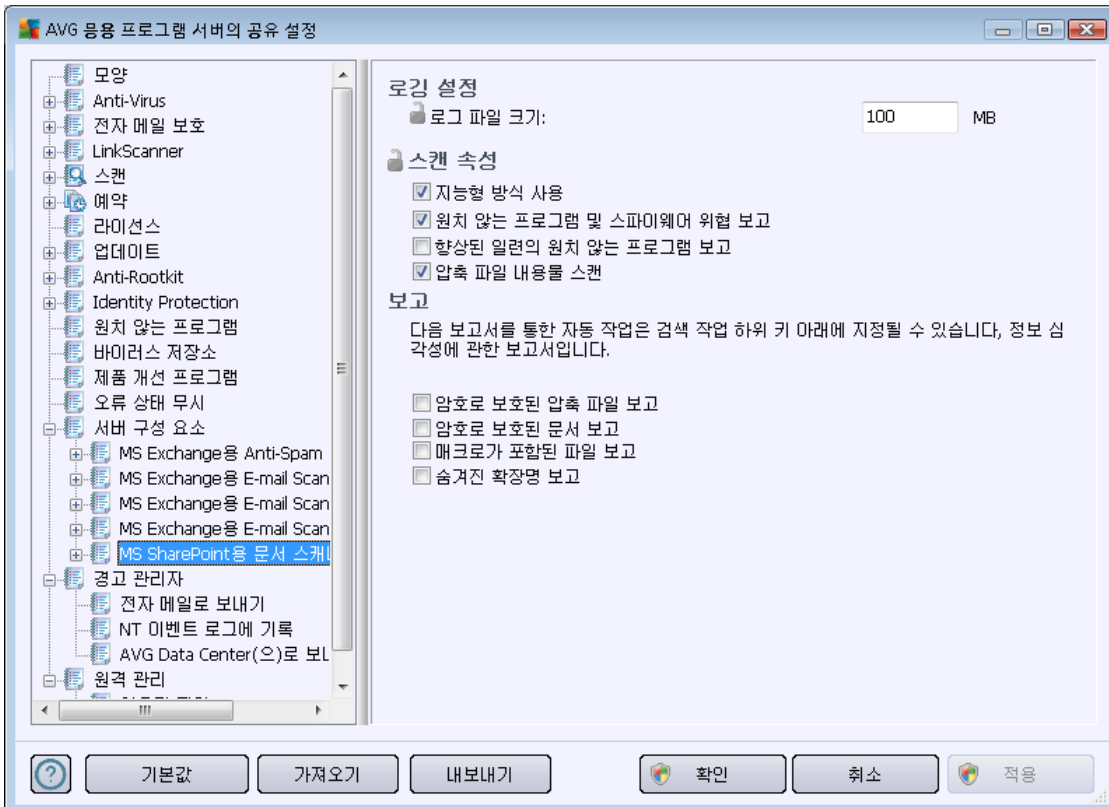 AVG 응용 프로그램 서버의 공유 설정
모양
Anti-Virus
전자 메일 보호
LinkScanner
스캔
예약
라이선스
업데이트
Anti-Rootkit
Identity Protection
원치 않는 프로그램
바이러스 저장소
제품 개선 프로그램
오류 상태 무시
서버 구성 요소
MS Exchange용 Anti-Spam
MS Exchange용 E-mail Scan
MS Exchange용 E-mail Scan
MS Exchange용 E-mail Scan
MS SharePoint용 문서 스캐너
경고 관리자
전자 메일로 보내기
NT 이벤트 로그에 기록
AVG Data Center(으)로 보내
원격 관리
로깅 설정
로그 파일 크기: 100 MB
스캔 속성
지능형 방식 사용
원치 않는 프로그램 및 스파이웨어 위협 보고
향상된 일련의 원치 않는 프로그램 보고
압축 파일 내용물 스캔
보고
다음 보고서를 통한 자동 작업은 검색 작업 하위 키 아래에 지정될 수 있습니다, 정보 심
각성에 관한 보고서입니다.
암호로 보호된 압축 파일 보고
암호로 보호된 문서 보고
매크로가 포함된 파일 보고
숨겨진 확장명 보고
기본값 가져오기 내보내기 확인 취소 적용